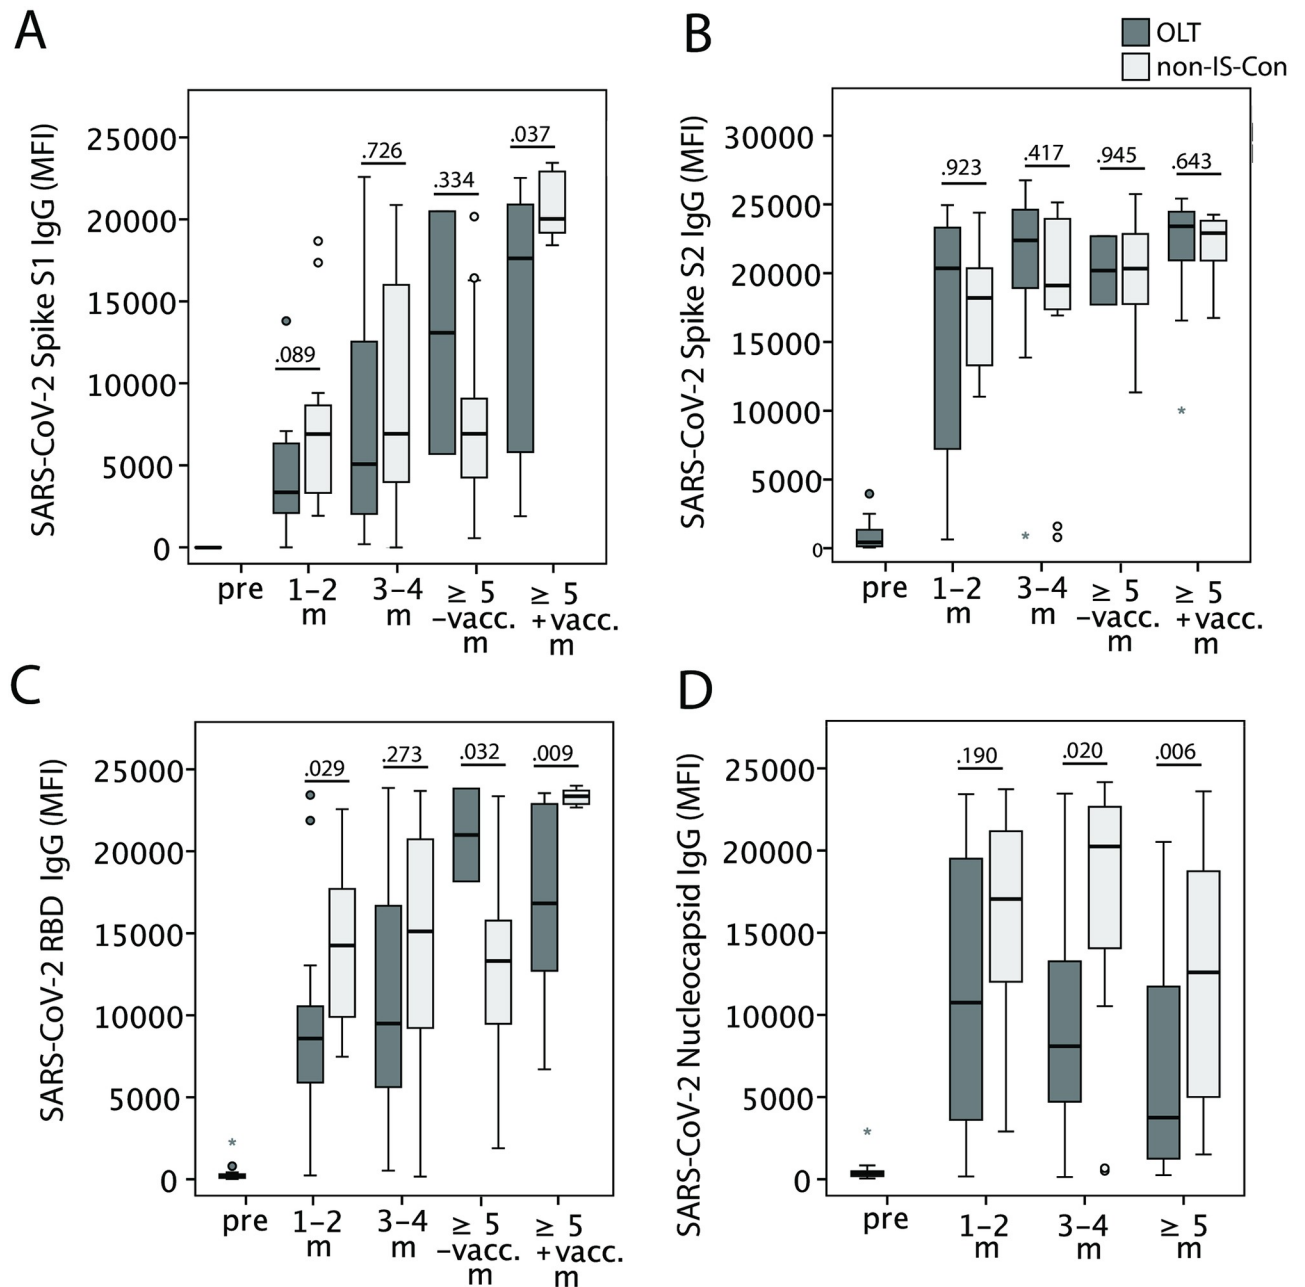 A
SARS-CoV-2 Spike S1 IgG (MFI)
25000
20000
15000
10000
5000
0
.089
.726
.334
.037
pre
1–2
m
3–4
m
≥ 5
–vacc.
m
≥ 5
+vacc.
m
B
OLT
non-IS-Con
SARS-CoV-2 Spike S2 IgG (MFI)
30000
25000
20000
15000
10000
5000
0
.923
.417
.945
.643
*
*
pre
1–2
m
3–4
m
≥ 5
–vacc.
m
≥ 5
+vacc.
m
C
SARS-CoV-2 RBD IgG (MFI)
25000
20000
15000
10000
5000
0
.029
.273
.032
.009
*
pre
1–2
m
3–4
m
≥ 5
–vacc.
m
≥ 5
+vacc.
m
D
SARS-CoV-2 Nucleocapsid IgG (MFI)
25000
20000
15000
10000
5000
0
.190
.020
.006
*
pre
1–2
m
3–4
m
≥ 5
m